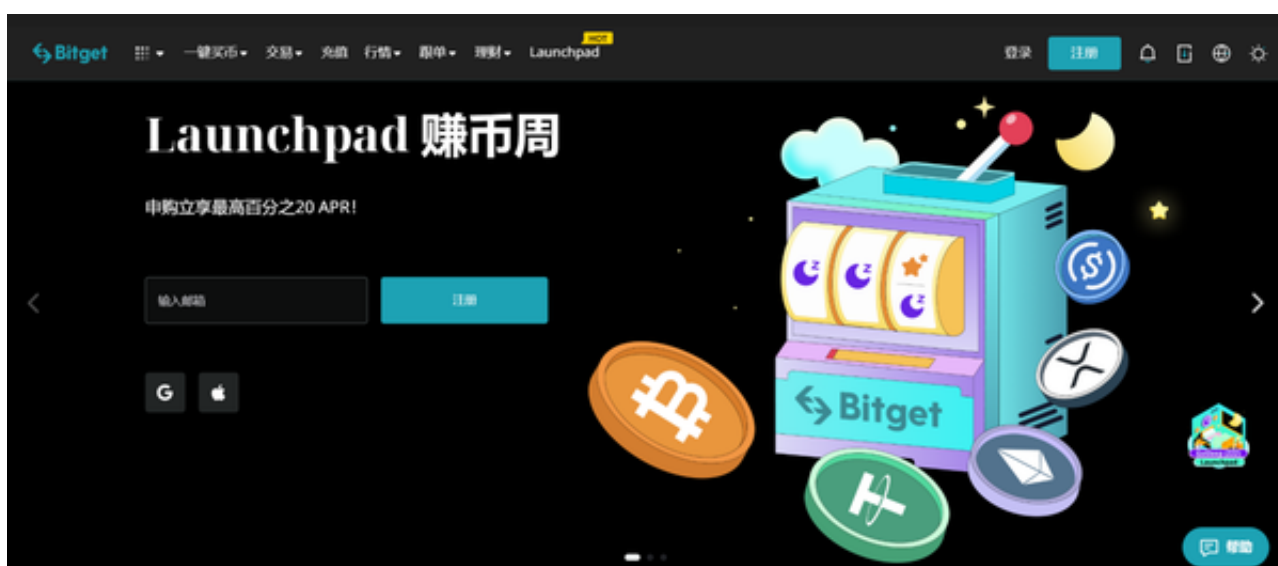 Bitget 一键买币 交易 充值 行情 跟单 理财 Launchpad HOT 登录 注册
Launchpad 赚币周
申购立享最高百分之20 APR!
输入邮箱 注册
G
Z Z Z Z
Bitget
Launchpad
帮助